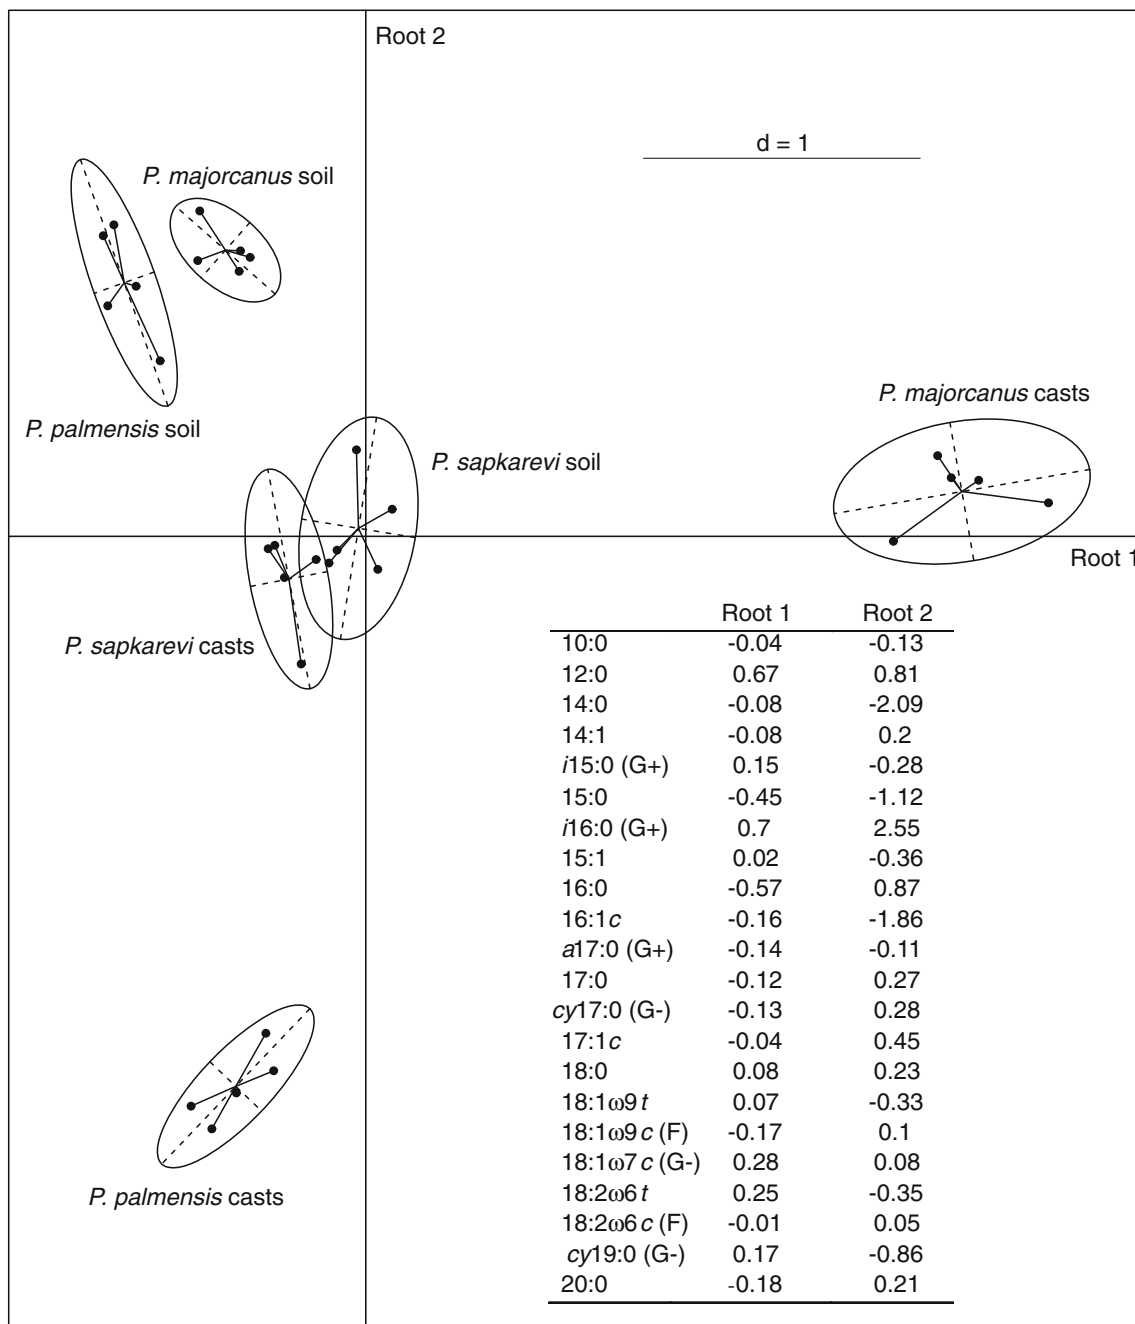 Root 2
d = 1
P. majorcanus soil
P. majorcanus casts
P. palmensis soil
P. sapkarevi soil
Root 1
P. sapkarevi casts
P. palmensis casts
Root 1 Root 2
10:0 -0.04 -0.13
12:0 0.67 0.81
14:0 -0.08 -2.09
14:1 -0.08 0.2
i15:0 (G+) 0.15 -0.28
15:0 -0.45 -1.12
i16:0 (G+) 0.7 2.55
15:1 0.02 -0.36
16:0 -0.57 0.87
16:1c -0.16 -1.86
a17:0 (G+) -0.14 -0.11
17:0 -0.12 0.27
cy17:0 (G-) -0.13 0.28
17:1c -0.04 0.45
18:0 0.08 0.23
18:1ω9t 0.07 -0.33
18:1ω9c (F) -0.17 0.1
18:1ω7c (G-) 0.28 0.08
18:2ω6t 0.25 -0.35
18:2ω6c (F) -0.01 0.05
cy19:0 (G-) 0.17 -0.86
20:0 -0.18 0.21